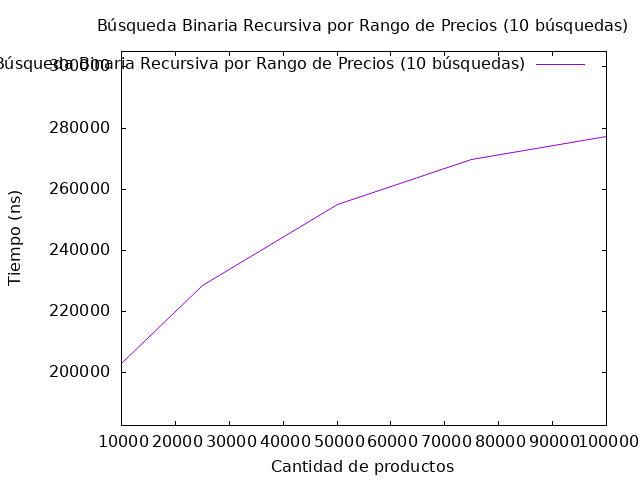 Búsqueda Binaria Recursiva por Rango de Precios (10 búsquedas)
Búsqueda Binaria Recursiva por Rango de Precios (10 búsquedas)
300000
280000
260000
240000
220000
200000
Tiempo (ns)
10000 20000 30000 40000 50000 60000 70000 80000 90000 100000
Cantidad de productos